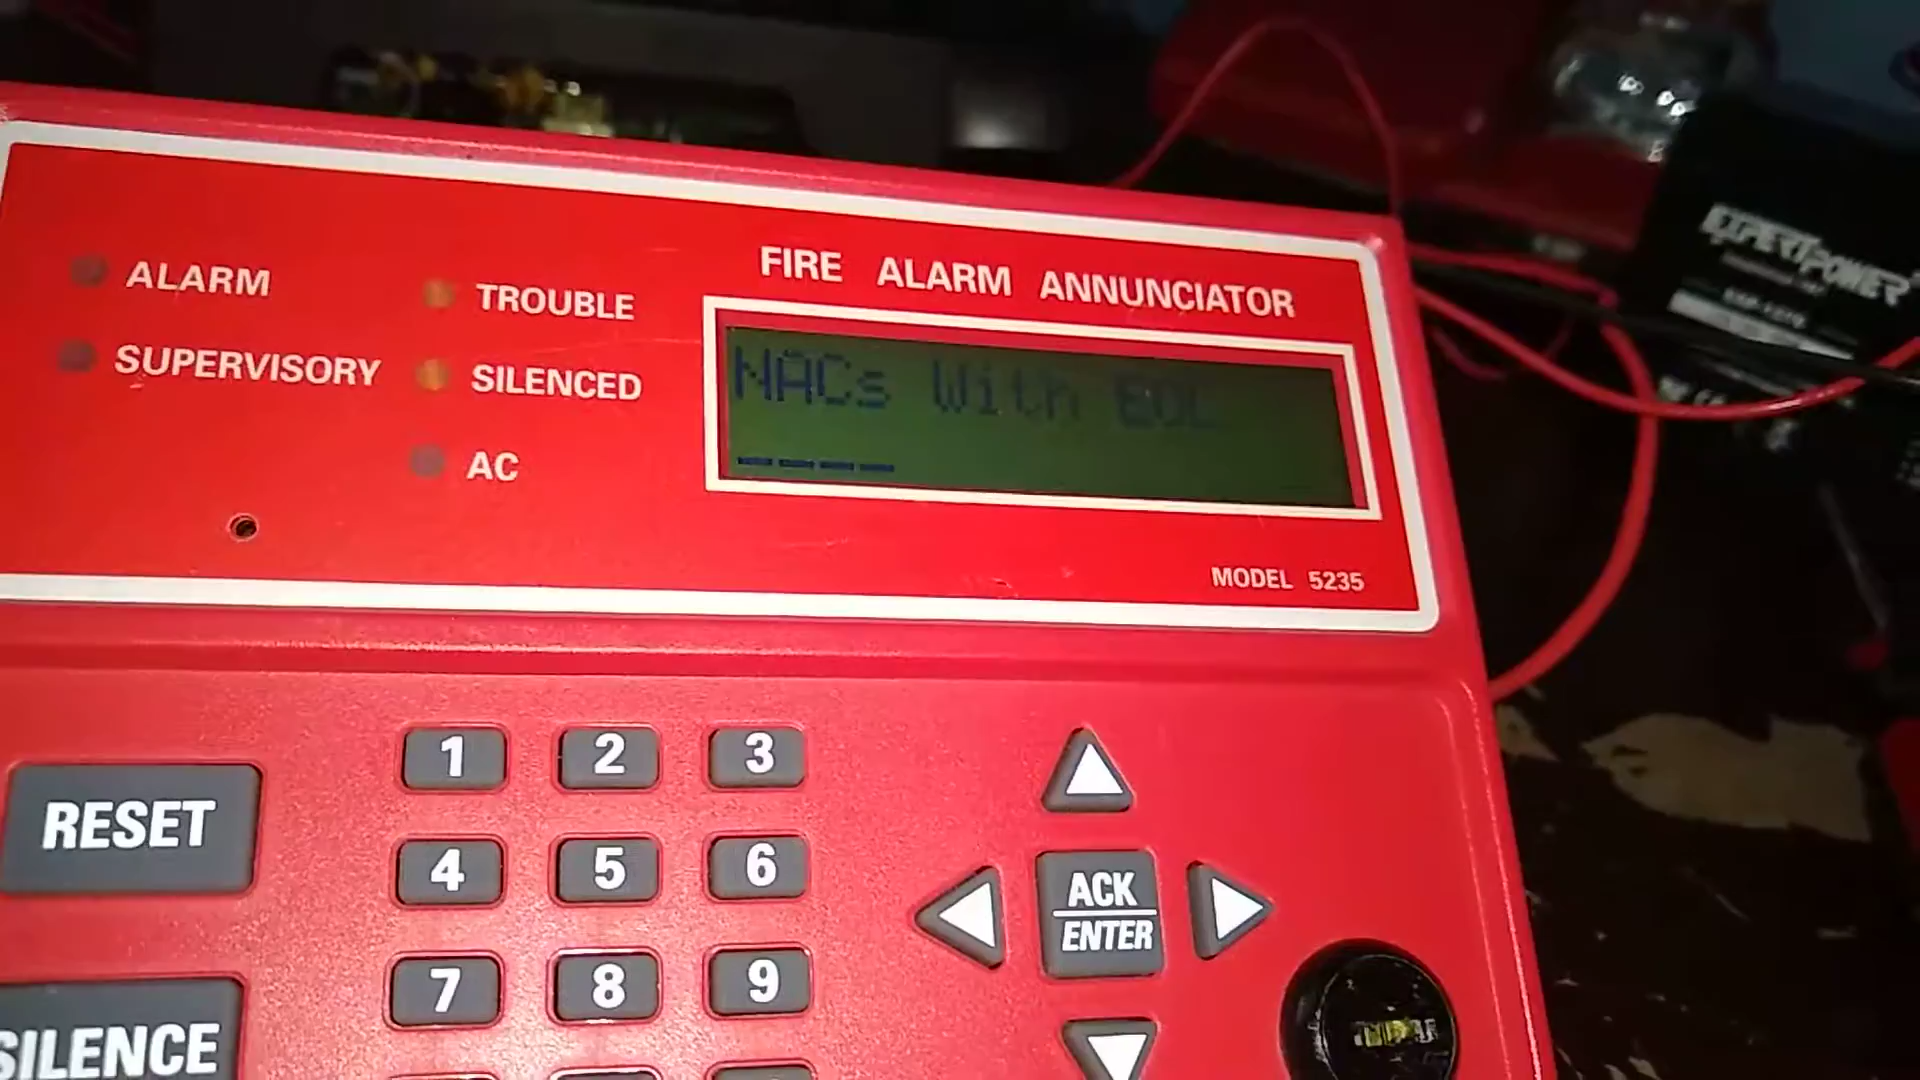 FIRE ALARM ANNUNCIATOR
ALARM
TROUBLE
SUPERVISORY
SILENCED
AC
NACs With EOL
----
MODEL 5235
EXPERTPOWER
1 2 3
RESET
4 5 6
ACK
ENTER
7 8 9
SILENCE